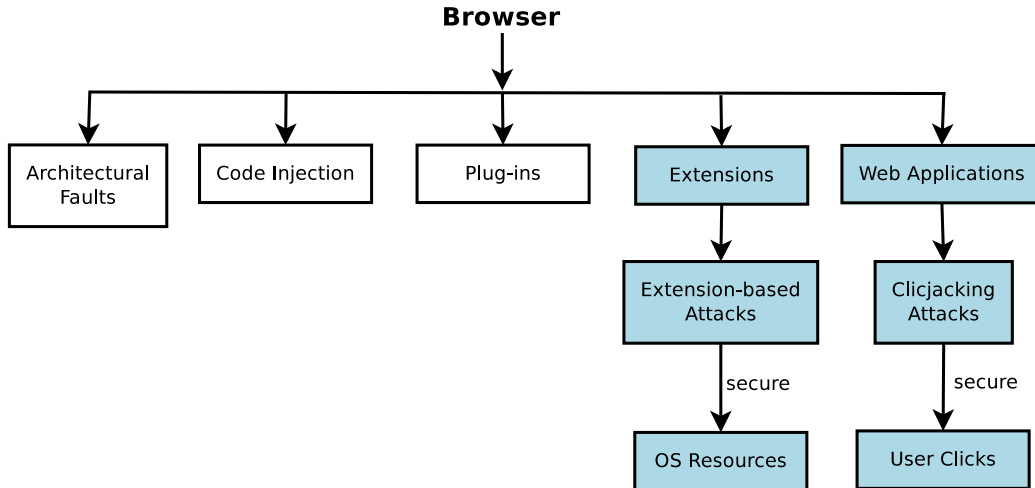 Browser
Architectural
Faults
Code Injection
Plug-ins
Extensions
Web Applications
Extension-based
Attacks
Clicjacking
Attacks
secure
secure
OS Resources
User Clicks